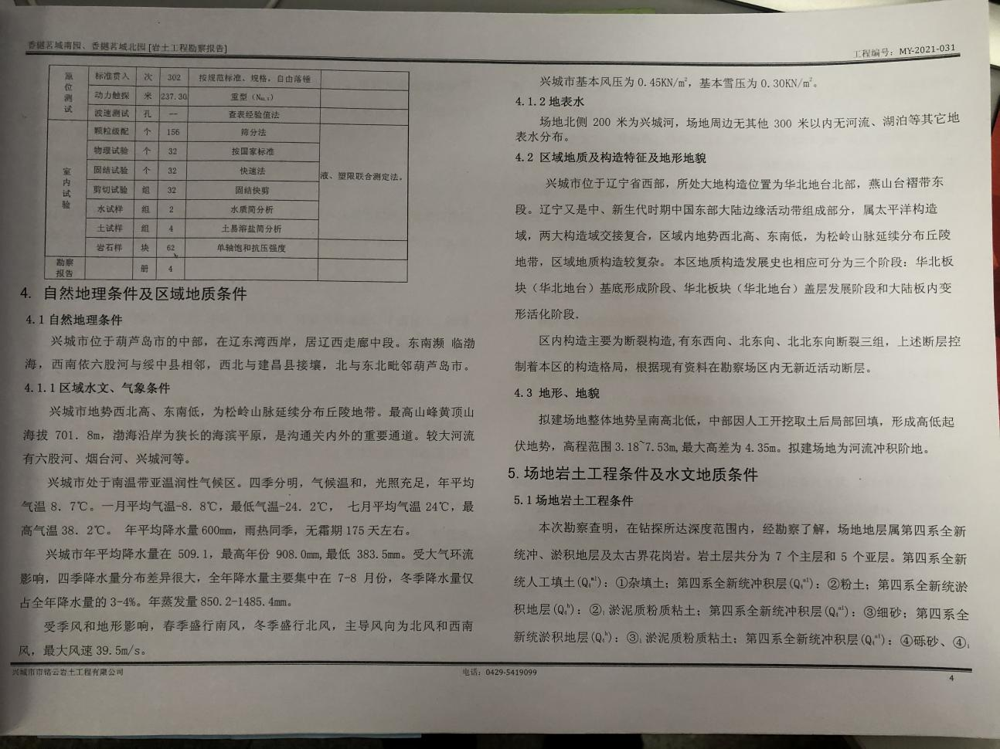 香樾茗城南园、香樾茗城北园[岩土工程勘察报告]
工程编号：MY-2021-031
原位测试 标准贯入 次 302 按规范标准、规格，自由落锤
动力触探 米 237.30 重型（N63.5）
波速测试 孔 -- 查表经验值法
室内试验 颗粒级配 个 156 筛分法 液、塑限联合测定法。
物理试验 个 32 按国家标准
固结试验 个 32 快速法
剪切试验 组 32 固结快剪
水试样 组 2 水质简分析
土试样 组 4 土易溶盐简分析
岩石样 块 62 单轴饱和抗压强度
勘察报告 册 4
4. 自然地理条件及区域地质条件
4.1 自然地理条件
兴城市位于葫芦岛市的中部，在辽东湾西岸，居辽西走廊中段。东南濒 临渤
海，西南依六股河与绥中县相邻，西北与建昌县接壤，北与东北毗邻葫芦岛市。
4.1.1 区域水文、气象条件
兴城市地势西北高、东南低，为松岭山脉延续分布丘陵地带。最高山峰黄顶山
海拔 701．8m，渤海沿岸为狭长的海滨平原，是沟通关内外的重要通道。较大河流
有六股河、烟台河、兴城河等。
兴城市处于南温带亚温润性气候区。四季分明，气候温和，光照充足，年平均
气温 8．7℃。一月平均气温-8．8℃，最低气温-24．2℃， 七月平均气温 24℃，最
高气温 38．2℃。 年平均降水量 600mm，雨热同季，无霜期 175 天左右。
兴城市年平均降水量在 509.1，最高年份 908.0mm,最低 383.5mm。受大气环流
影响，四季降水量分布差异很大，全年降水量主要集中在 7-8 月份，冬季降水量仅
占全年降水量的 3-4%。年蒸发量 850.2-1485.4mm。
受季风和地形影响，春季盛行南风，冬季盛行北风，主导风向为北风和西南
风，最大风速 39.5m/s。
兴城市基本风压为 0.45KN/㎡，基本雪压为 0.30KN/㎡。
4.1.2 地表水
场地北侧 200 米为兴城河，场地周边无其他 300 米以内无河流、湖泊等其它地
表水分布。
4.2 区域地质及构造特征及地形地貌
兴城市位于辽宁省西部，所处大地构造位置为华北地台北部，燕山台褶带东
段。辽宁又是中、新生代时期中国东部大陆边缘活动带组成部分，属太平洋构造
域，两大构造域交接复合，区域内地势西北高、东南低，为松岭山脉延续分布丘陵
地带，区域地质构造较复杂。本区地质构造发展史也相应可分为三个阶段：华北板
块（华北地台）基底形成阶段、华北板块（华北地台）盖层发展阶段和大陆板内变
形活化阶段.
区内构造主要为断裂构造,有东西向、北东向、北北东向断裂三组，上述断层控
制着本区的构造格局，根据现有资料在勘察场区内无新近活动断层。
4.3 地形、地貌
拟建场地整体地势呈南高北低，中部因人工开挖取土后局部回填，形成高低起
伏地势，高程范围 3.18~7.53m,最大高差为 4.35m。拟建场地为河流冲积阶地。
5.场地岩土工程条件及水文地质条件
5.1 场地岩土工程条件
本次勘察查明，在钻探所达深度范围内，经勘察了解，场地地层属第四系全新
统冲、淤积地层及太古界花岗岩。岩土层共分为 7 个主层和 5 个亚层。第四系全新
统人工填土(Q₄ᵐˡ)：①杂填土；第四系全新统冲积层(Q₄ᵃˡ)：②粉土；第四系全新统淤
积地层(Q₄ʰ)：②₁淤泥质粉质粘土；第四系全新统冲积层(Q₄ᵃˡ)：③细砂；第四系全
新统淤积地层(Q₄ʰ)：③₁淤泥质粉质粘土；第四系全新统冲积层(Q₄ᵃˡ)：④砾砂、④₁
兴城市市铭云岩土工程有限公司
电话：0429-5419099
4